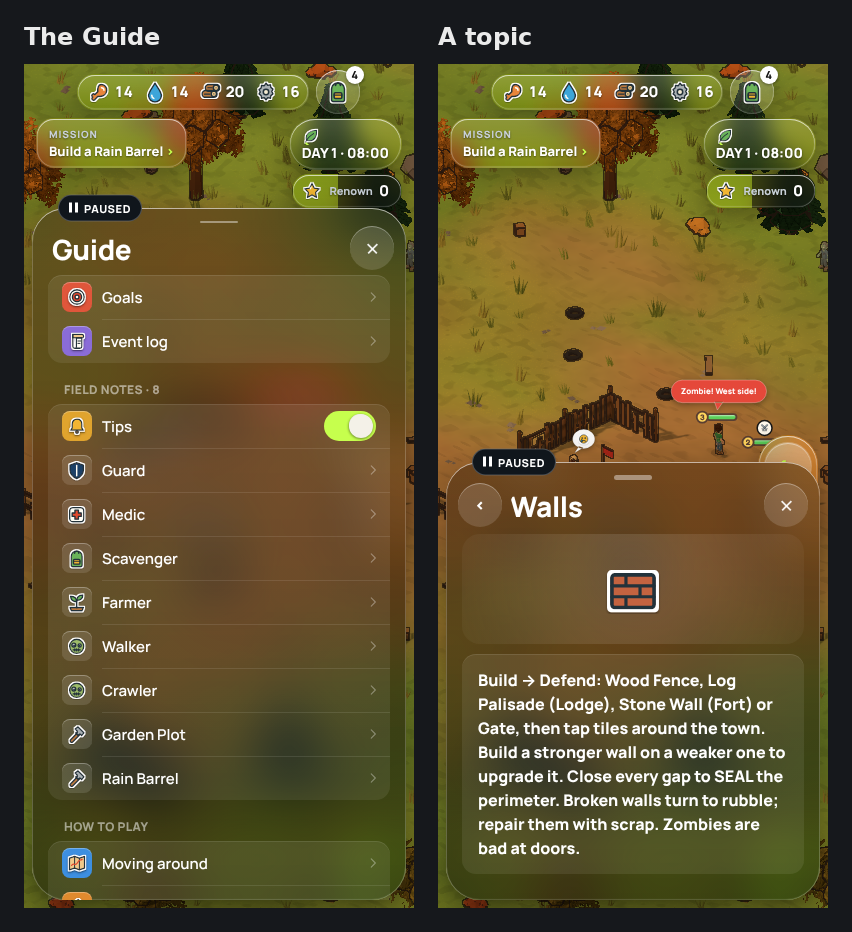 The Guide
14 14 20 16 4
MISSION
Build a Rain Barrel ›
DAY 1 · 08:00
Renown 0
PAUSED
Guide
Goals
Event log
FIELD NOTES · 8
Tips
Guard
Medic
Scavenger
Farmer
Walker
Crawler
Garden Plot
Rain Barrel
HOW TO PLAY
Moving around
A topic
14 14 20 16 4
MISSION
Build a Rain Barrel ›
DAY 1 · 08:00
Renown 0
Zombie! West side!
3
2
PAUSED
Walls
Build → Defend: Wood Fence, Log
Palisade (Lodge), Stone Wall (Fort) or
Gate, then tap tiles around the town.
Build a stronger wall on a weaker one to
upgrade it. Close every gap to SEAL the
perimeter. Broken walls turn to rubble;
repair them with scrap. Zombies are
bad at doors.